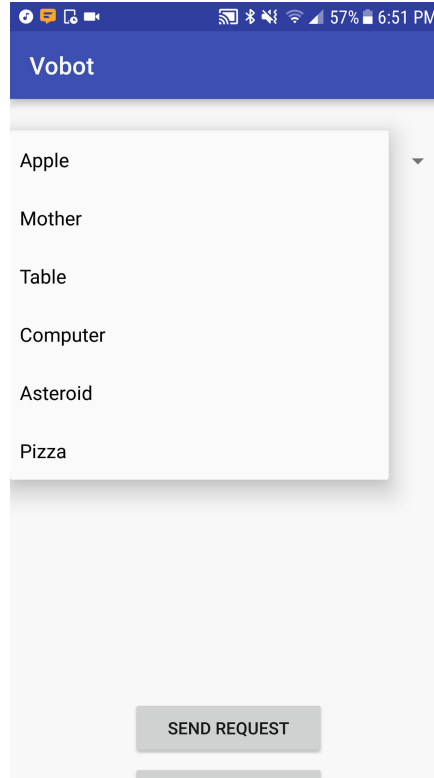 57% 6:51 PM
Vobot
Apple
Mother
Table
Computer
Asteroid
Pizza
SEND REQUEST